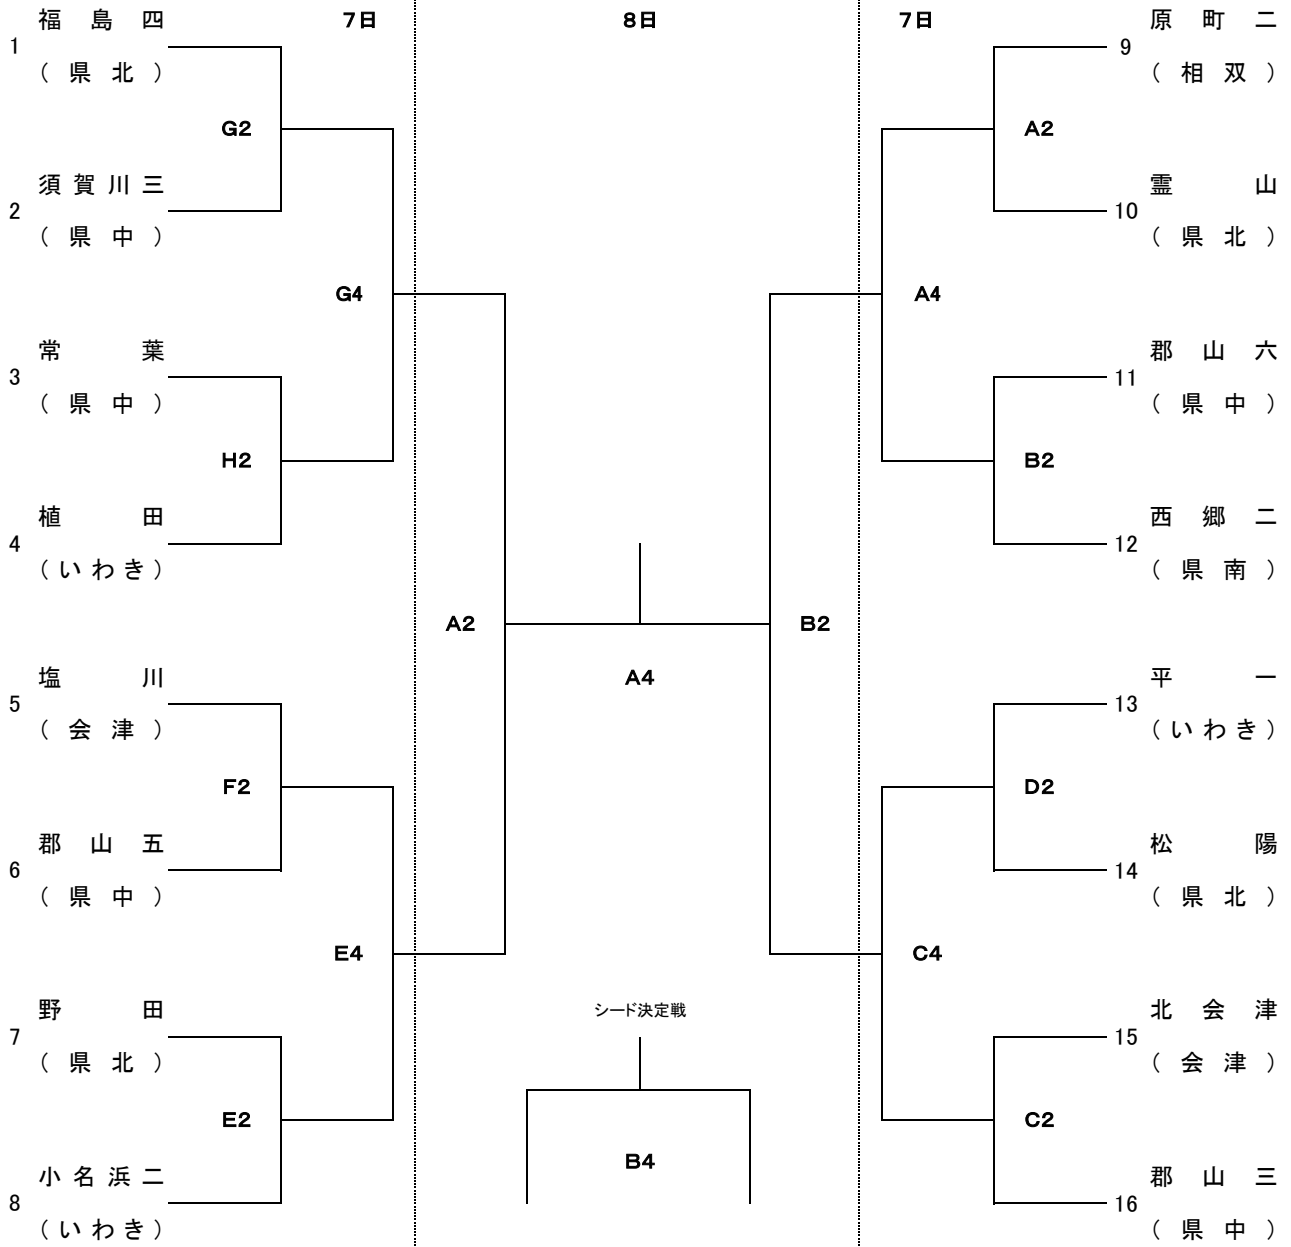 7日
8日
7日
1
福島四
(県北)
G2
2
須賀川三
(県中)
G4
3
常葉
(県中)
H2
4
植田
(いわき)
A2
5
塩川
(会津)
F2
6
郡山五
(県中)
E4
7
野田
(県北)
E2
8
小名浜二
(いわき)
A4
シード決定戦
B4
9
原町二
(相双)
A2
10
霊山
(県北)
A4
11
郡山六
(県中)
B2
12
西郷二
(県南)
B2
13
平一
(いわき)
D2
14
松陽
(県北)
C4
15
北会津
(会津)
C2
16
郡山三
(県中)